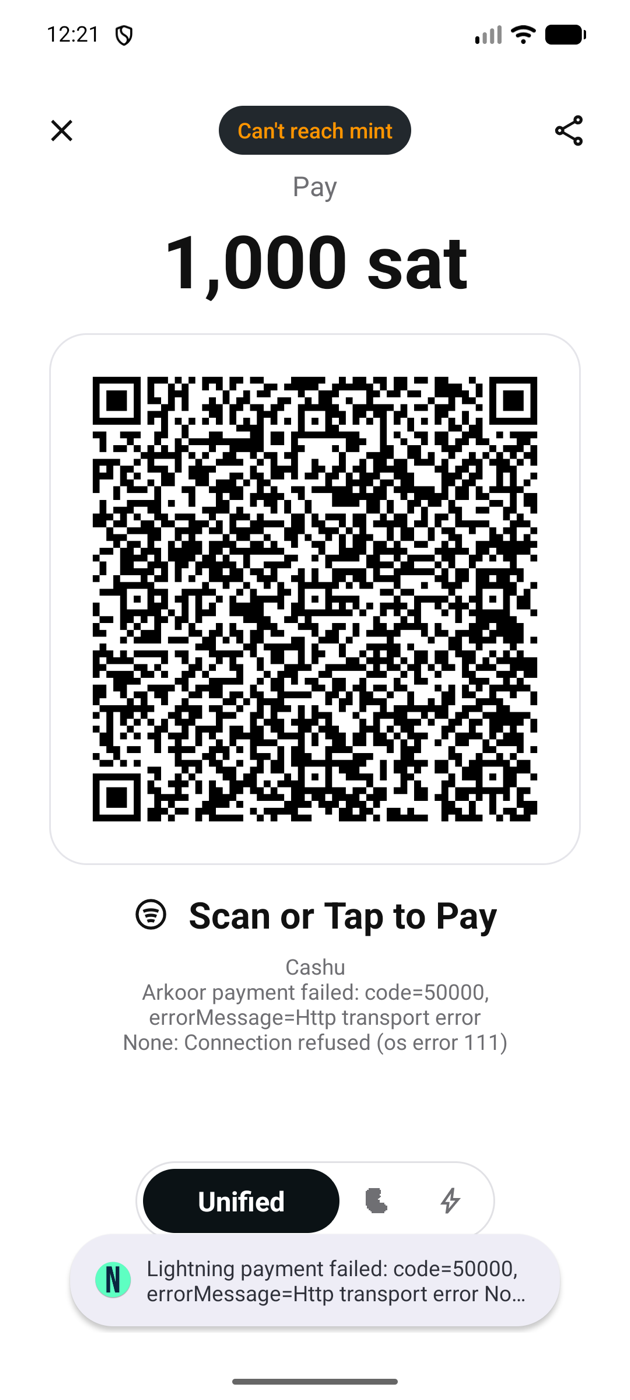 12:21
Can't reach mint
Pay
1,000 sat
Scan or Tap to Pay
Cashu
Arkoor payment failed: code=50000,
errorMessage=Http transport error
None: Connection refused (os error 111)
Unified
N
Lightning payment failed: code=50000,
errorMessage=Http transport error No...